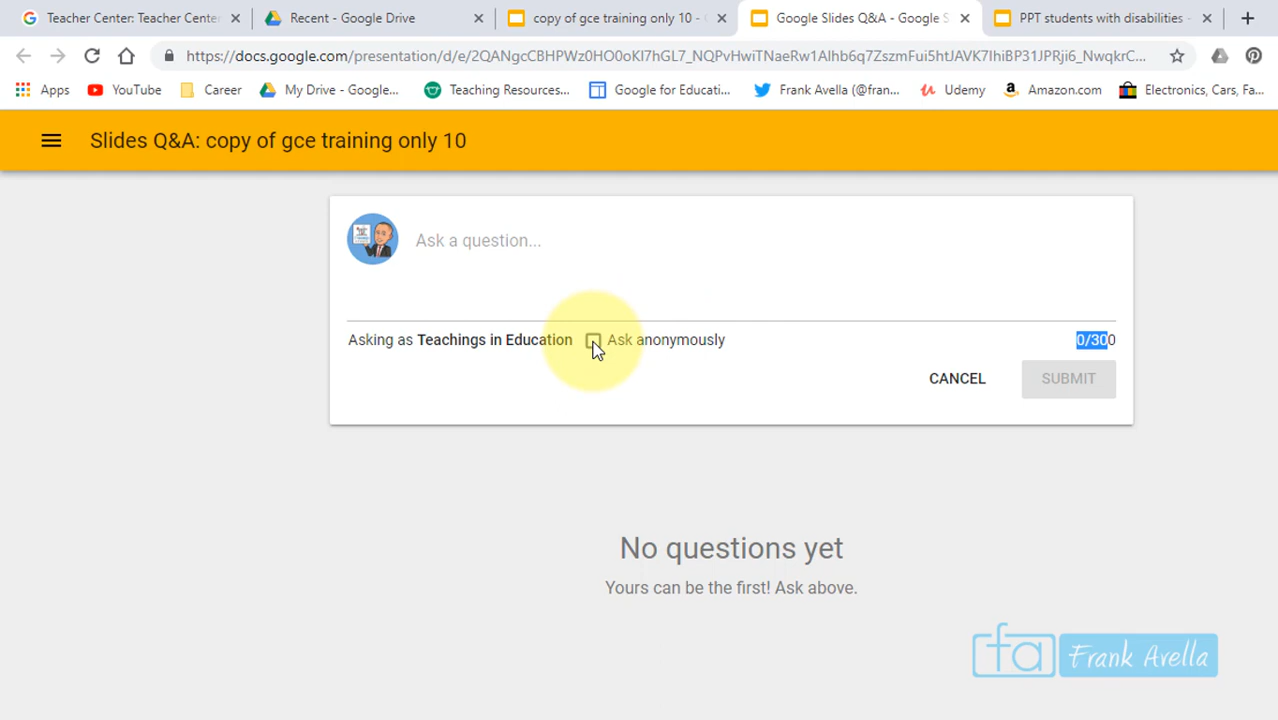 Teacher Center: Teacher Center
Recent - Google Drive
copy of gce training only 10 -
Google Slides Q&A - Google S
PPT students with disabilities -
https://docs.google.com/presentation/d/e/2QANgcCBHPWz0HO0oKl7hGL7_NQPvHwiTNaeRw1Alhb6q7ZszmFui5htJAVK7IhiBP31JPRji6_NwqkrC...
Apps
YouTube
Career
My Drive - Google...
Teaching Resources...
Google for Educati...
Frank Avella (@fran...
Udemy
Amazon.com
Electronics, Cars, Fa...
Slides Q&A: copy of gce training only 10
Ask a question...
Asking as Teachings in Education
Ask anonymously
0/300
CANCEL
SUBMIT
No questions yet
Yours can be the first! Ask above.
fa Frank Avella